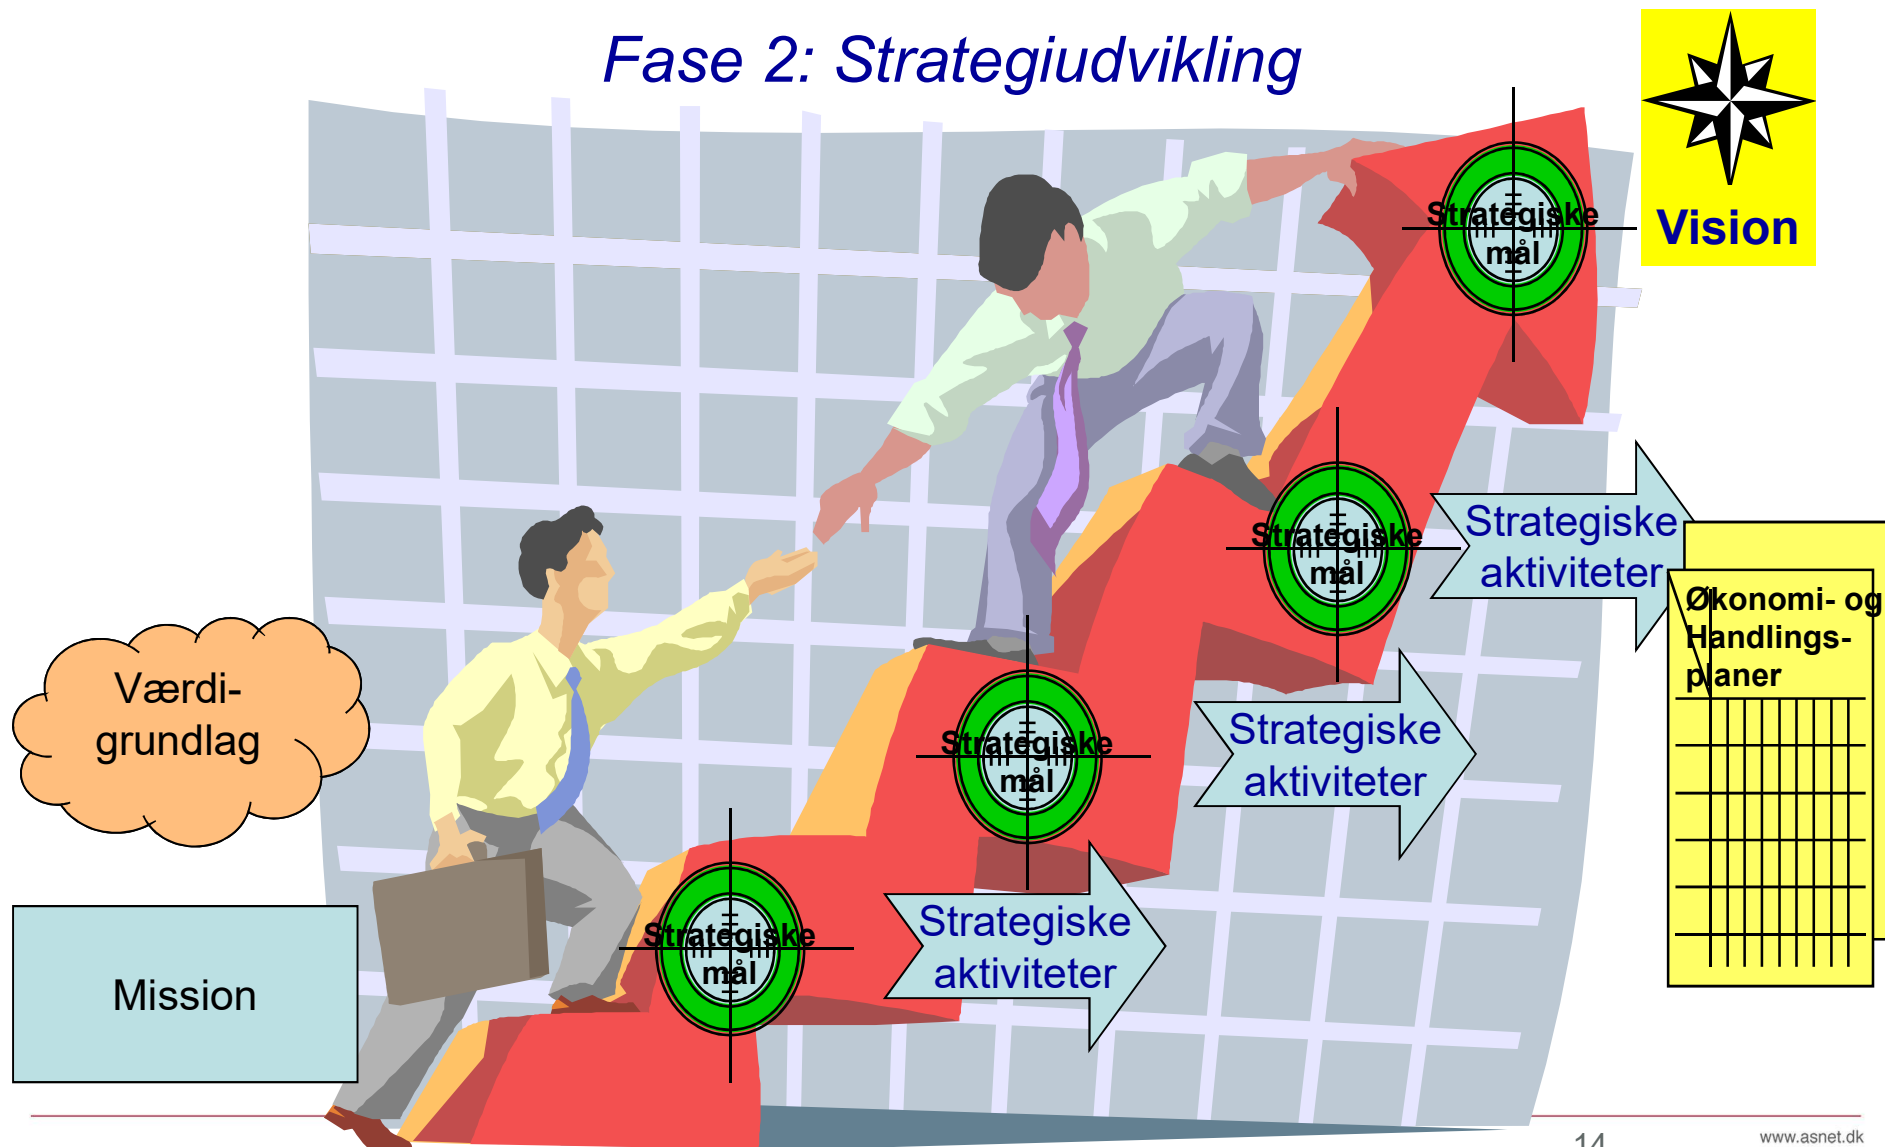 Fase 2: Strategiudvikling
Vision
Strategiske
mål
Strategiske
mål
Strategiske
aktiviteter
Økonomi- og
Handlings-
planer
Værdi-
grundlag
Strategiske
mål
Strategiske
aktiviteter
Strategiske
mål
Strategiske
aktiviteter
Mission
14
www.asnet.dk